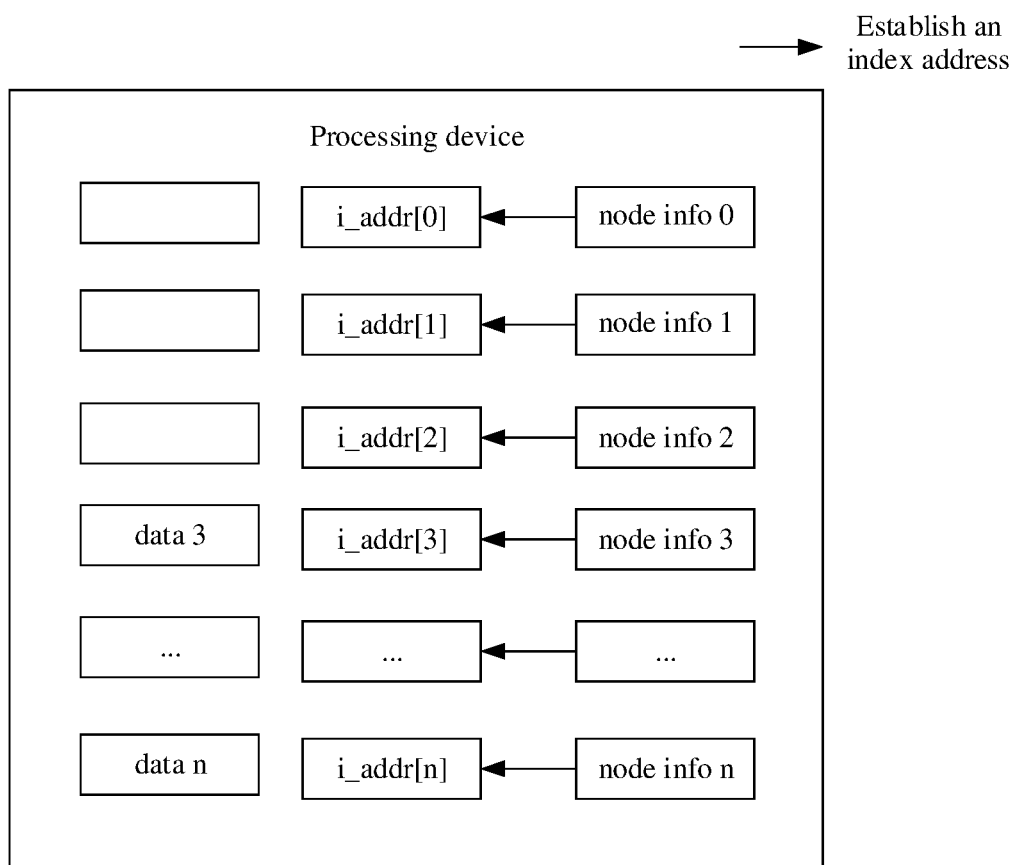 Establish an
index address
Processing device
i_addr[0]
node info 0
i_addr[1]
node info 1
i_addr[2]
node info 2
data 3
i_addr[3]
node info 3
...
...
...
data n
i_addr[n]
node info n